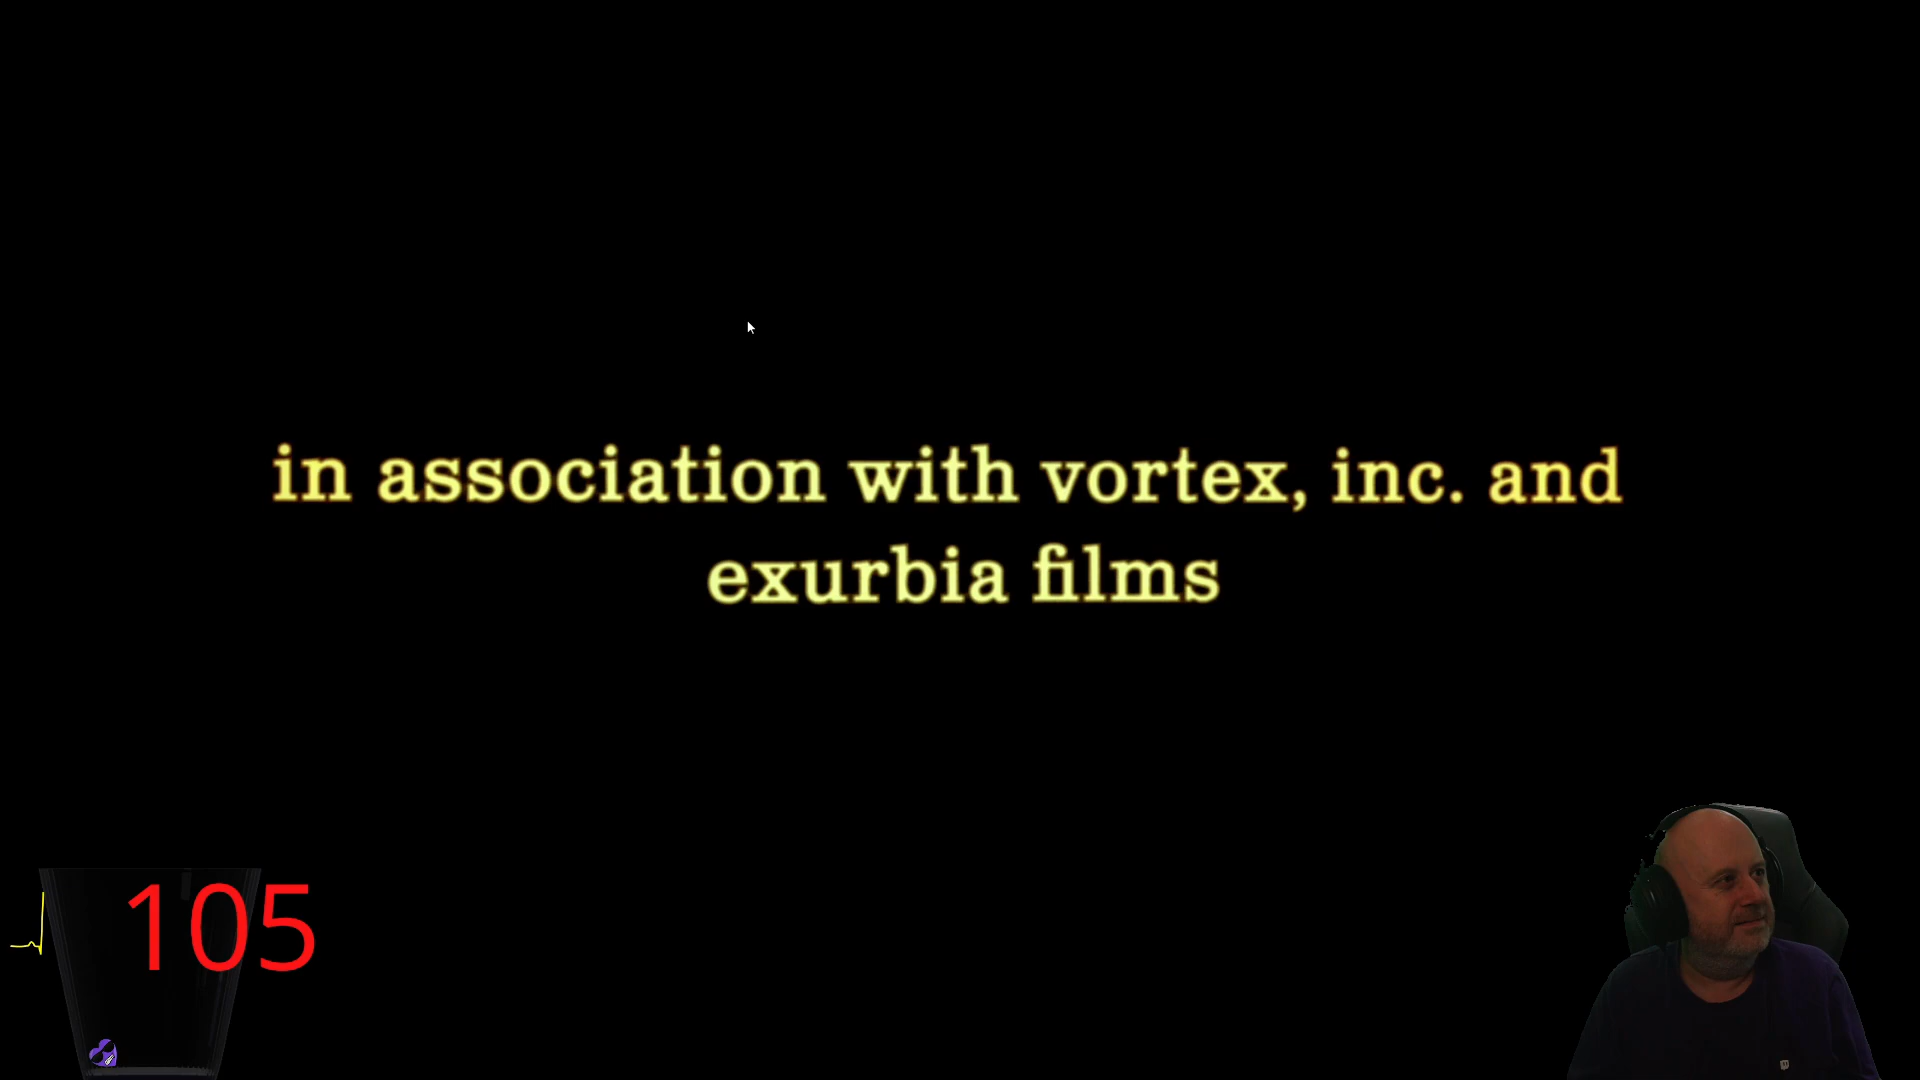 in association with vortex, inc. and
exurbia films
105